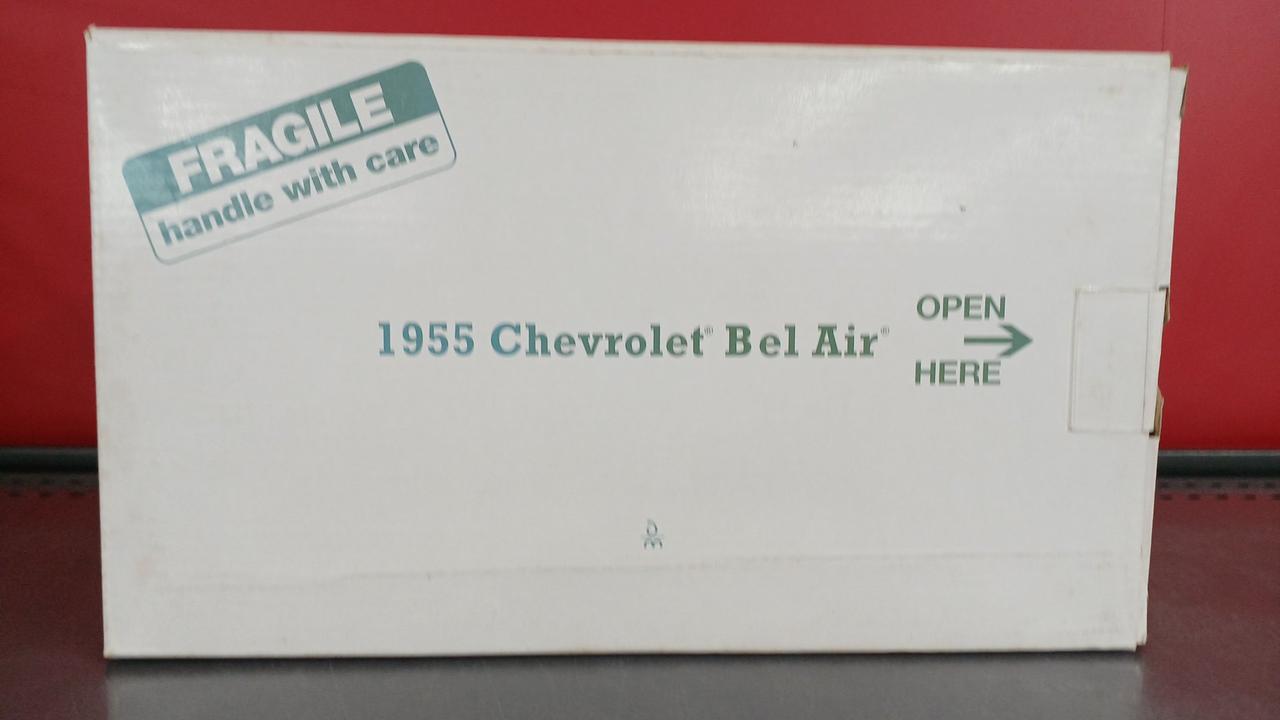 FRAGILE
handle with care
1955 Chevrolet® Bel Air®
OPEN
HERE